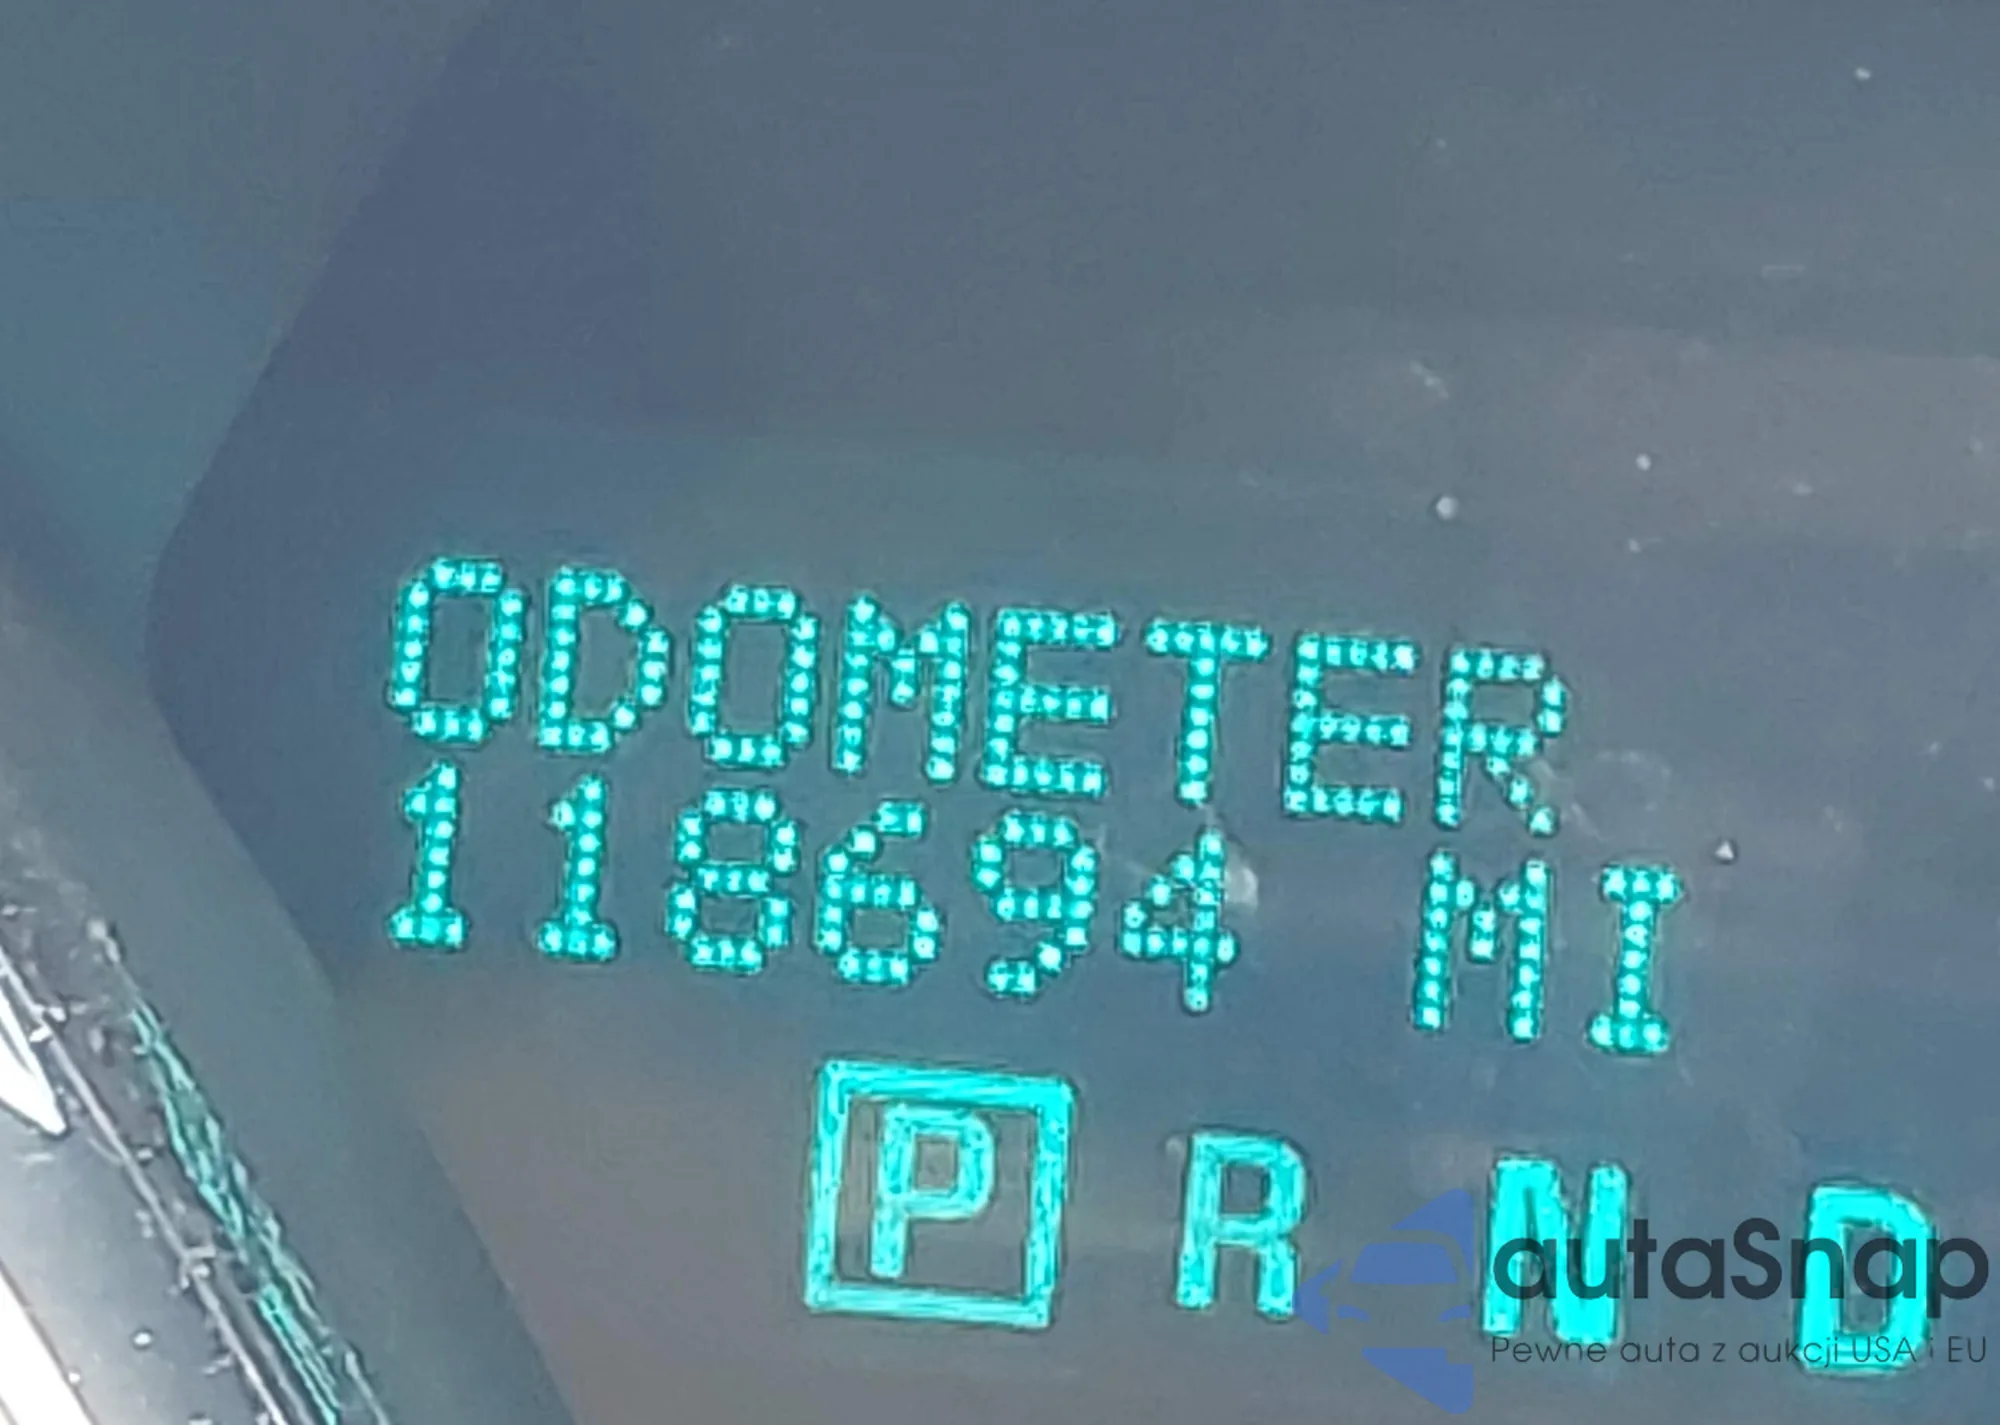 ODOMETER
118694 MI
P R N D
autaSnap
Pewne auta z aukcji USA i EU